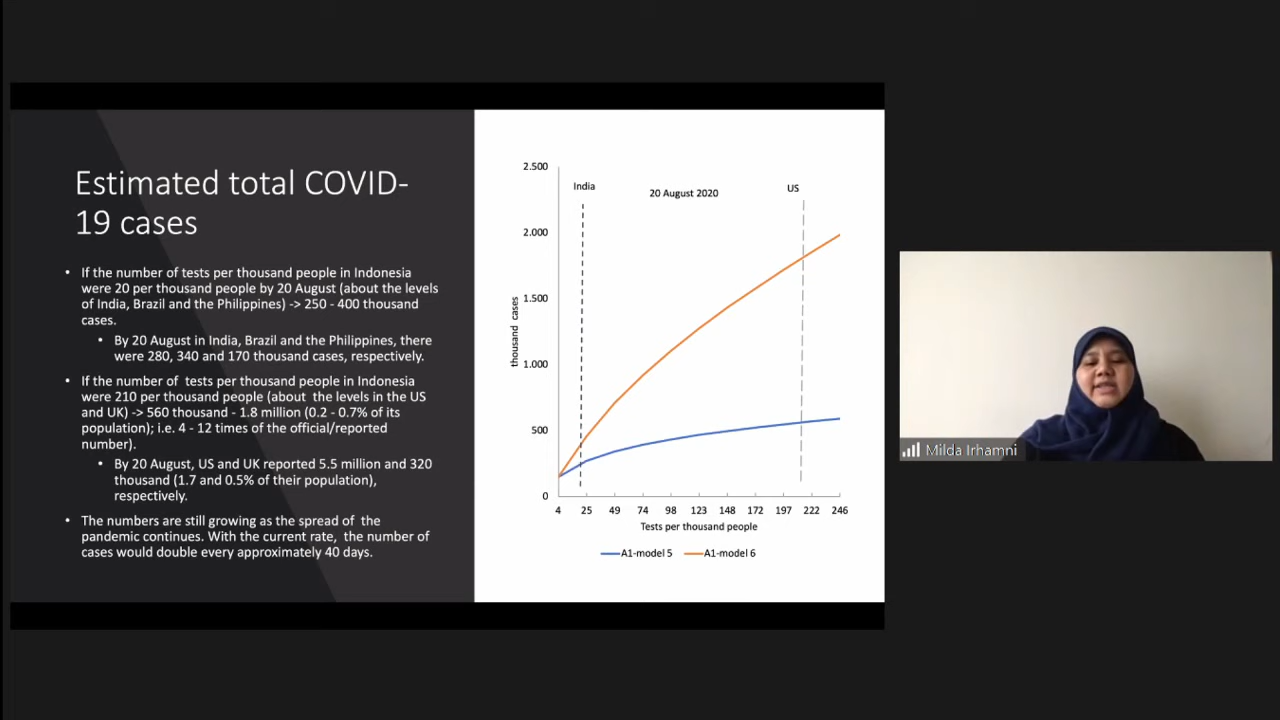 Estimated total COVID-
19 cases
• If the number of tests per thousand people in Indonesia
were 20 per thousand people by 20 August (about the levels
of India, Brazil and the Philippines) -> 250 - 400 thousand
cases.
• By 20 August in India, Brazil and the Philippines, there
were 280, 340 and 170 thousand cases, respectively.
• If the number of tests per thousand people in Indonesia
were 210 per thousand people (about the levels in the US
and UK) -> 560 thousand - 1.8 million (0.2 - 0.7% of its
population); i.e. 4 - 12 times of the official/reported
number).
• By 20 August, US and UK reported 5.5 million and 320
thousand (1.7 and 0.5% of their population),
respectively.
• The numbers are still growing as the spread of the
pandemic continues. With the current rate, the number of
cases would double every approximately 40 days.
2.500
2.000
1.500
1.000
500
0
thousand cases
India
20 August 2020
US
4 25 49 74 98 123 148 172 197 222 246
Tests per thousand people
A1-model 5 A1-model 6
Milda Irhamni